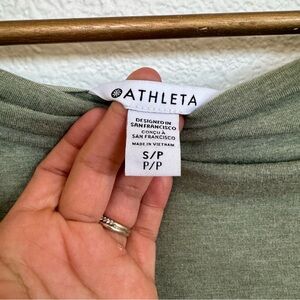 ATHLETA
DESIGNED IN
SAN FRANCISCO
CONÇU À
SAN FRANCISCO
MADE IN VIETNAM
S/P
P/P